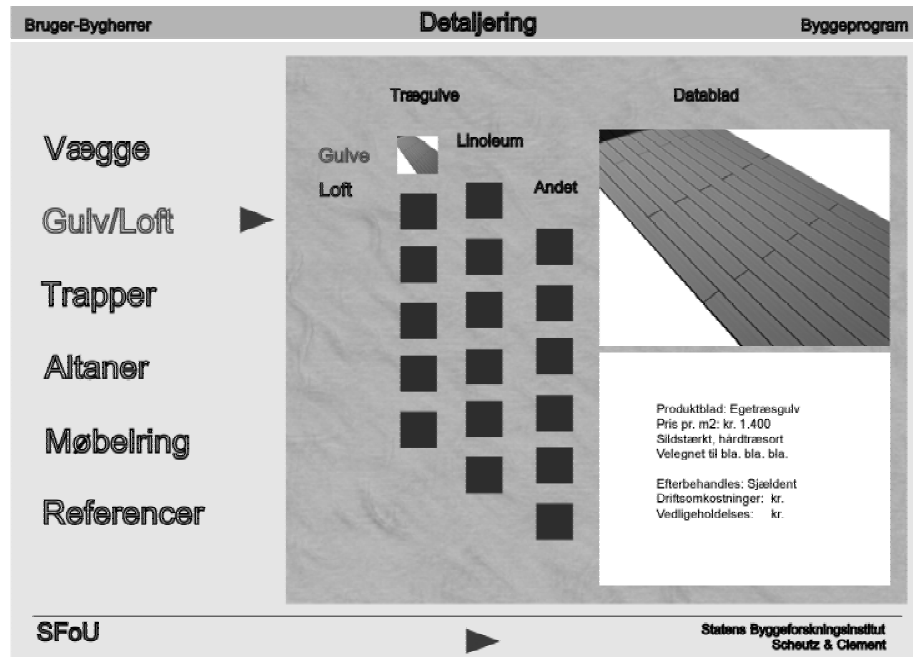 Bruger-Bygherrer
Detaljering
Byggeprogram
Vægge
Gulv/Loft
Trapper
Altaner
Møbelring
Referencer
Trægulve
Datablad
Linoleum
Gulve
Loft
Andet
Produktblad: Egetræsgulv
Pris pr. m2: kr. 1.400
Slidstærkt, hårdtræsort
Velegnet til bla. bla. bla.
Efterbehandles: Sjældent
Driftsomkostninger: kr.
Vedligeholdelses: kr.
SFoU
Statens Byggeforskningsinstitut
Scheutz & Clement